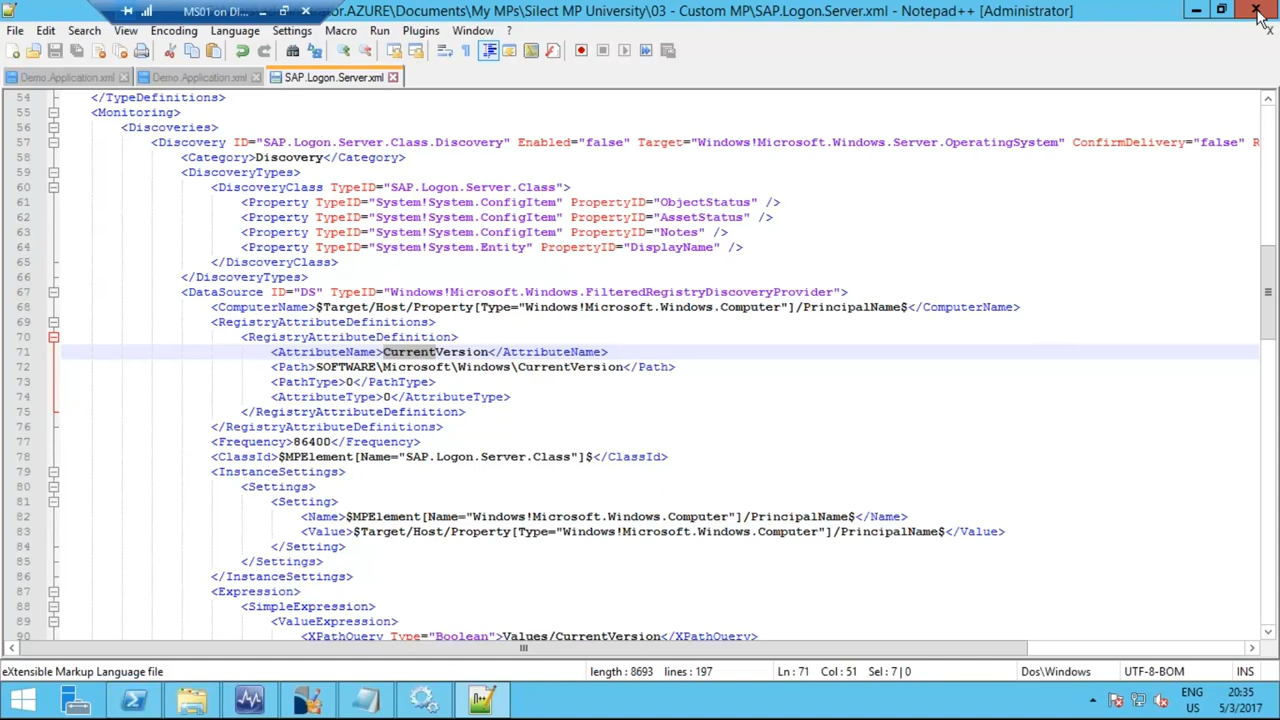 MS01 on DI...
or.AZURE\Documents\My MPs\Silect MP University\03 - Custom MP\SAP.Logon.Server.xml - Notepad++ [Administrator]
File Edit Search View Encoding Language Settings Macro Run Plugins Window ?
Demo.Application.xml Demo.Application.xml SAP.Logon.Server.xml
54 </TypeDefinitions>
55 <Monitoring>
56 <Discoveries>
57 <Discovery ID="SAP.Logon.Server.Class.Discovery" Enabled="false" Target="Windows!Microsoft.Windows.Server.OperatingSystem" ConfirmDelivery="false" R
58 <Category>Discovery</Category>
59 <DiscoveryTypes>
60 <DiscoveryClass TypeID="SAP.Logon.Server.Class">
61 <Property TypeID="System!System.ConfigItem" PropertyID="ObjectStatus" />
62 <Property TypeID="System!System.ConfigItem" PropertyID="AssetStatus" />
63 <Property TypeID="System!System.ConfigItem" PropertyID="Notes" />
64 <Property TypeID="System!System.Entity" PropertyID="DisplayName" />
65 </DiscoveryClass>
66 </DiscoveryTypes>
67 <DataSource ID="DS" TypeID="Windows!Microsoft.Windows.FilteredRegistryDiscoveryProvider">
68 <ComputerName>$Target/Host/Property[Type="Windows!Microsoft.Windows.Computer"]/PrincipalName$</ComputerName>
69 <RegistryAttributeDefinitions>
70 <RegistryAttributeDefinition>
71 <AttributeName>CurrentVersion</AttributeName>
72 <Path>SOFTWARE\Microsoft\Windows\CurrentVersion</Path>
73 <PathType>0</PathType>
74 <AttributeType>0</AttributeType>
75 </RegistryAttributeDefinition>
76 </RegistryAttributeDefinitions>
77 <Frequency>86400</Frequency>
78 <ClassId>$MPElement[Name="SAP.Logon.Server.Class"]$</ClassId>
79 <InstanceSettings>
80 <Settings>
81 <Setting>
82 <Name>$MPElement[Name="Windows!Microsoft.Windows.Computer"]/PrincipalName$</Name>
83 <Value>$Target/Host/Property[Type="Windows!Microsoft.Windows.Computer"]/PrincipalName$</Value>
84 </Setting>
85 </Settings>
86 </InstanceSettings>
87 <Expression>
88 <SimpleExpression>
89 <ValueExpression>
90 <XPathQuery Type="Boolean">Values/CurrentVersion</XPathQuery>
eXtensible Markup Language file length : 8693 lines : 197 Ln : 71 Col : 51 Sel : 7 | 0 Dos\Windows UTF-8-BOM INS
ENG 20:35
US 5/3/2017